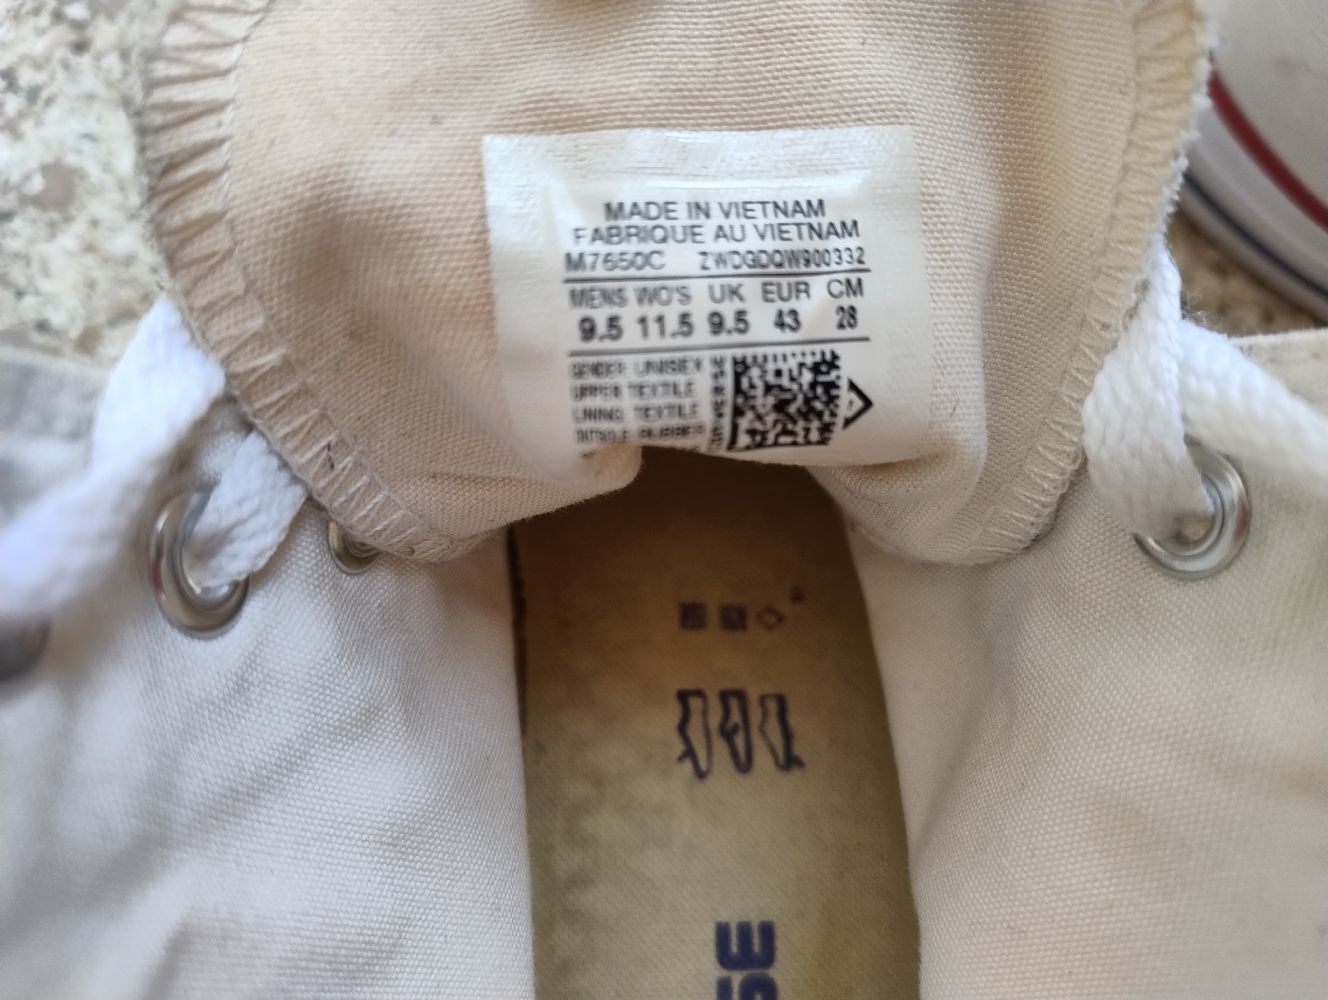 MADE IN VIETNAM
FABRIQUE AU VIETNAM
M7650C ZWDGDQW900332
MENS WO'S UK EUR CM
9.5 11.5 9.5 43 28
GENDER UNISEX
UPPER TEXTILE
LINING TEXTILE
OUTSOLE RUBBER
SE